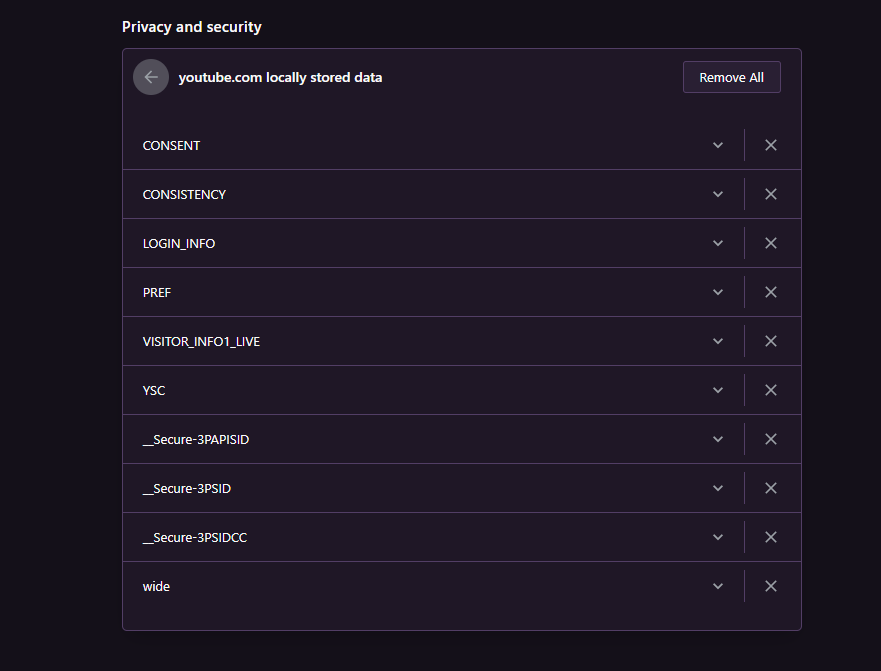 Privacy and security
youtube.com locally stored data
Remove All
CONSENT
CONSISTENCY
LOGIN_INFO
PREF
VISITOR_INFO1_LIVE
YSC
__Secure-3PAPISID
__Secure-3PSID
__Secure-3PSIDCC
wide